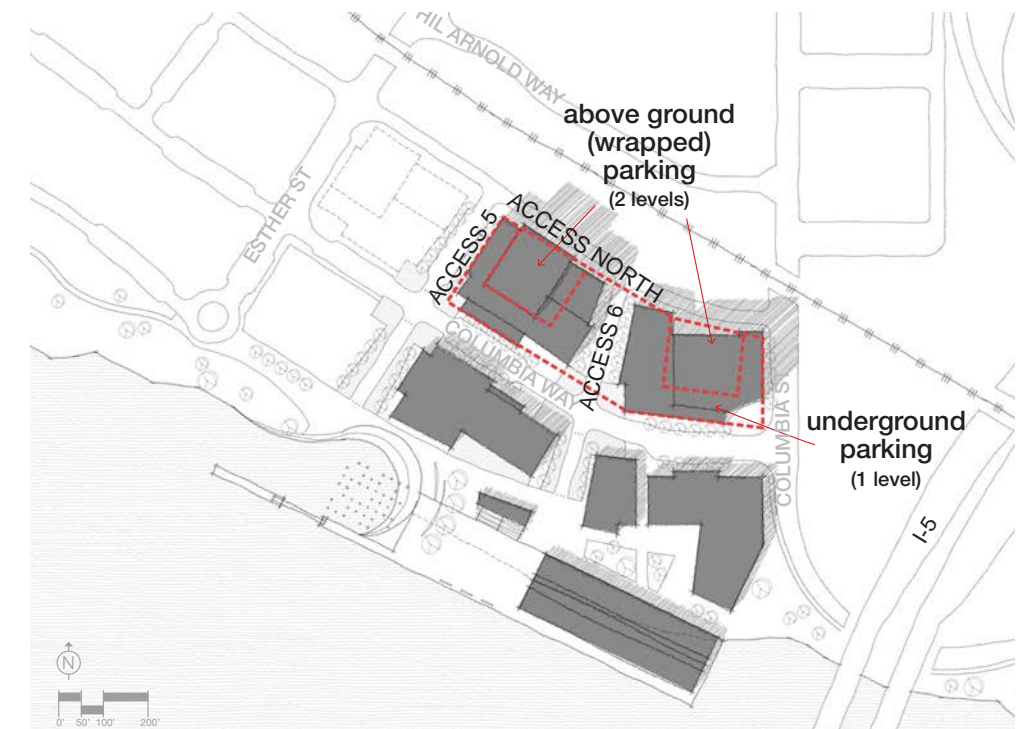 HIL ARNOLD WAY
above ground
(wrapped)
parking
(2 levels)
ESTHER ST
ACCESS 5
ACCESS NORTH
ACCESS 6
COLUMBIA WAY
COLUMBIA S
underground
parking
(1 level)
I-5
N
0' 50' 100' 200'